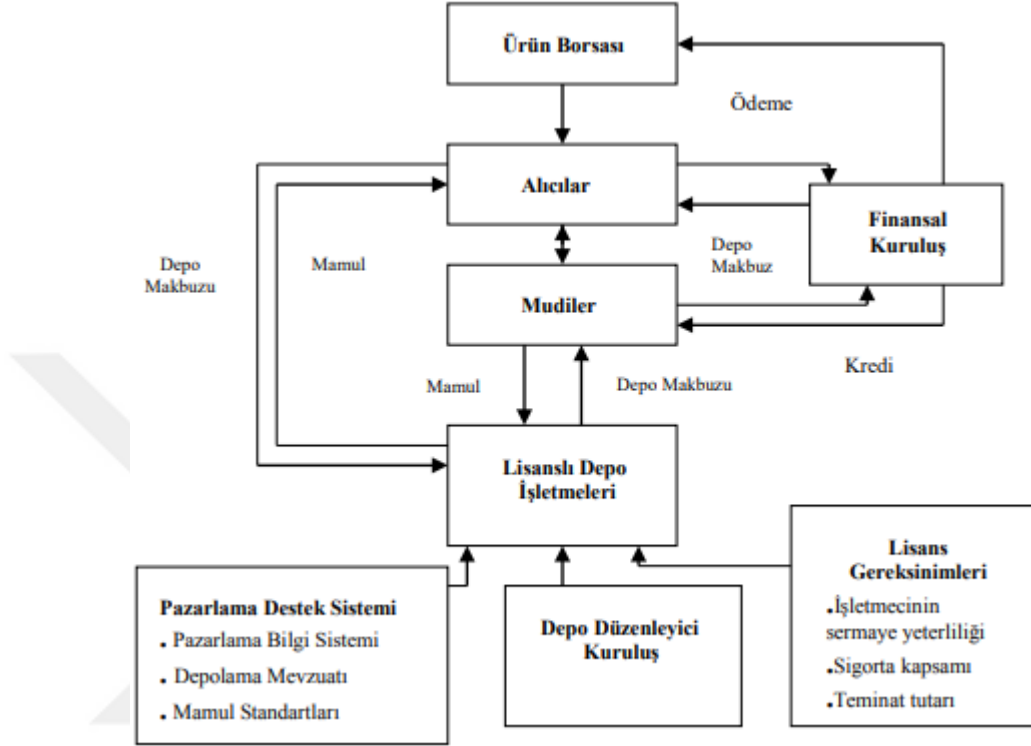 Ürün Borsası
Ödeme
Alıcılar
Finansal
Kuruluş
Depo
Makbuzu
Mamul
Depo
Makbuz
Mudiler
Kredi
Mamul
Depo Makbuzu
Lisanslı Depo
İşletmeleri
Pazarlama Destek Sistemi
. Pazarlama Bilgi Sistemi
. Depolama Mevzuatı
. Mamul Standartları
Depo Düzenleyici
Kuruluş
Lisans
Gereksinimleri
.İşletmecinin
sermaye yeterliliği
.Sigorta kapsamı
.Teminat tutarı